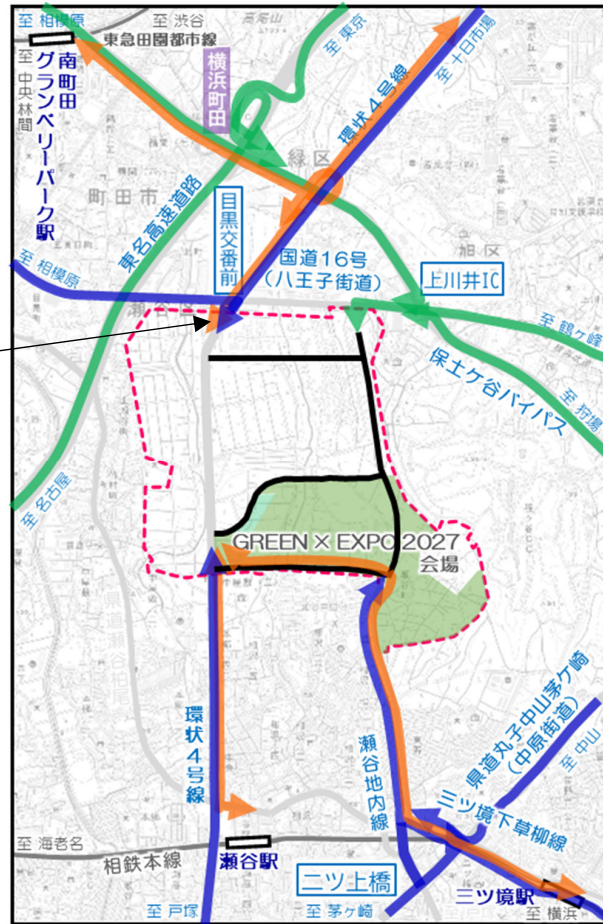 至 相模原
至 渋谷
東急田園都市線
至 東京
至 中央林間
南町田
グランベリーパーク駅
横浜町田
環状4号線
至 十日市場
緑区
町田市
東名高速道路
目黒交番前
国道16号
（八王子街道）
旭区
上川井IC
至 相模原
瀬谷区
至 鶴ヶ峰
保土ケ谷バイパス
至 狩場
至 名古屋
GREEN × EXPO 2027
会場
環状4号線
瀬谷地内線
県道丸子中山茅ケ崎
（中原街道）
至 中山
三ツ境下草柳線
至 海老名
相鉄本線
瀬谷駅
二ツ上橋
三ツ境駅
至 戸塚
至 茅ヶ崎
至 横浜